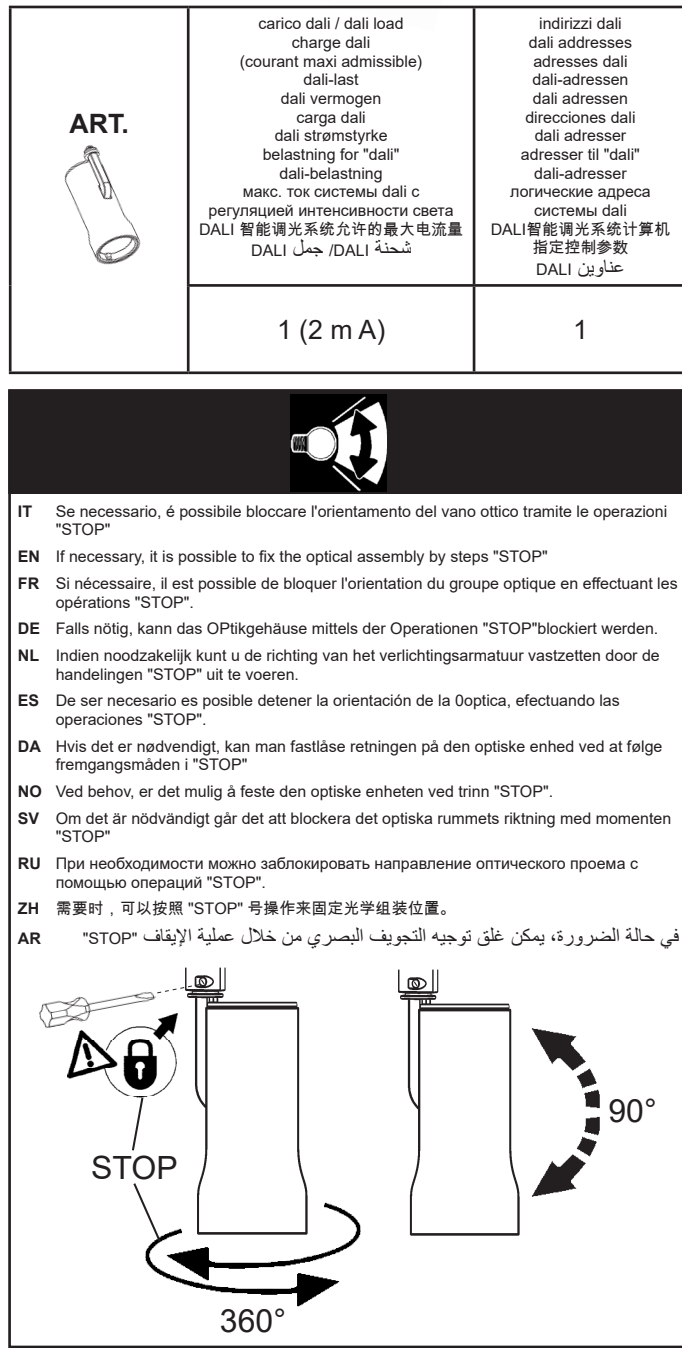 ART.
carico dali / dali load
charge dali
(courant maxi admissible)
dali-last
dali vermogen
carga dali
dali strømstyrke
belastning for "dali"
dali-belastning
макс. ток системы dali с
регуляцией интенсивности света
DALI 智能调光系统允许的最大电流量
شحنة DALI/ جمل DALI
indirizzi dali
dali addresses
adresses dali
dali-adressen
dali adressen
direcciones dali
dali adresser
adresser til "dali"
dali-adresser
логические адреса
системы dali
DALI智能调光系统计算机
指定控制参数
عناوين DALI
1 (2 m A)
1
IT Se necessario, é possibile bloccare l'orientamento del vano ottico tramite le operazioni
"STOP"
EN If necessary, it is possible to fix the optical assembly by steps "STOP"
FR Si nécessaire, il est possible de bloquer l'orientation du groupe optique en effectuant les
opérations "STOP".
DE Falls nötig, kann das OPtikgehäuse mittels der Operationen "STOP"blockiert werden.
NL Indien noodzakelijk kunt u de richting van het verlichtingsarmatuur vastzetten door de
handelingen "STOP" uit te voeren.
ES De ser necesario es posible detener la orientación de la 0optica, efectuando las
operaciones "STOP".
DA Hvis det er nødvendigt, kan man fastlåse retningen på den optiske enhed ved at følge
fremgangsmåden i "STOP"
NO Ved behov, er det mulig å feste den optiske enheten ved trinn "STOP".
SV Om det är nödvändigt går det att blockera det optiska rummets riktning med momenten
"STOP"
RU При необходимости можно заблокировать направление оптического проема с
помощью операций "STOP".
ZH 需要时，可以按照 "STOP" 号操作来固定光学组装位置。
AR في حالة الضرورة، يمكن غلق توجيه التجويف البصري من خلال عملية الإيقاف "STOP"
STOP
90°
360°